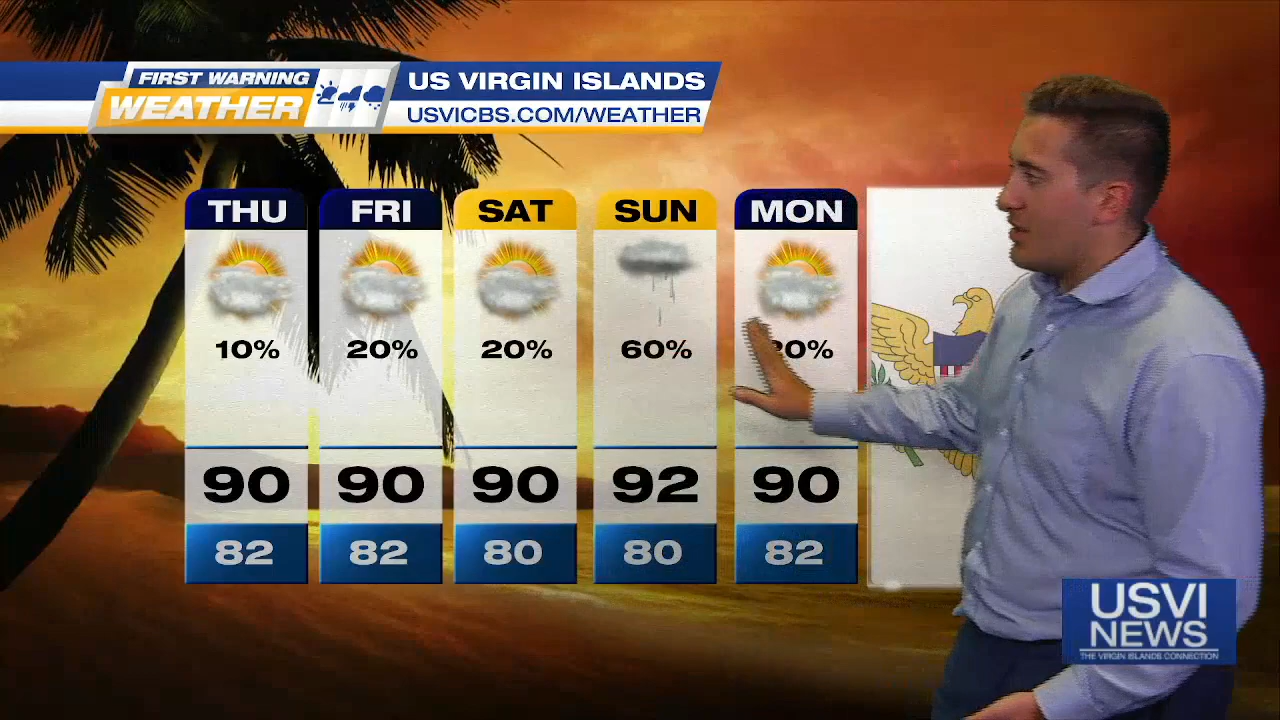 FIRST WARNING
WEATHER
US VIRGIN ISLANDS
USVICBS.COM/WEATHER
THU FRI SAT SUN MON
10% 20% 20% 60%
90 90 90 92 90
82 82 80 80 82
USVI
NEWS
THE VIRGIN ISLANDS CONNECTION